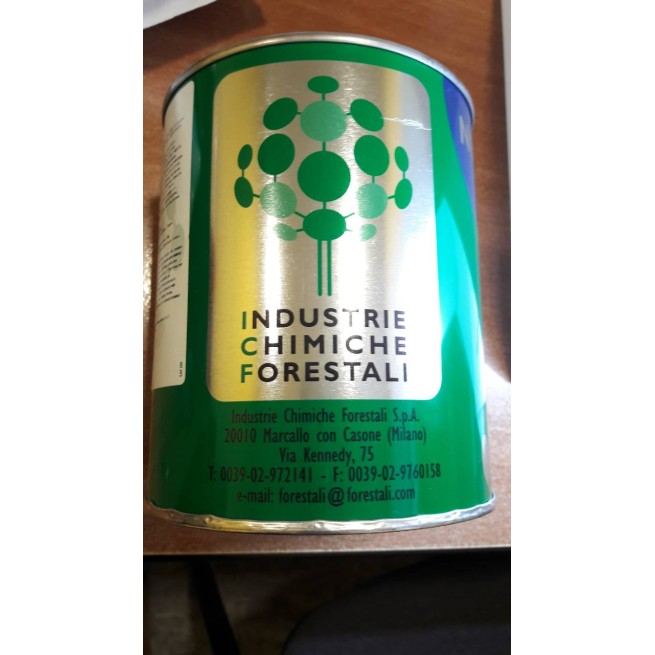 INDUSTRIE
CHIMICHE
FORESTALI
Industrie Chimiche Forestali S.p.A.
20010 Marcallo con Casone (Milano)
Via Kennedy, 75
T: 0039-02-972141 - F: 0039-02-9760158
e-mail: forestali@forestali.com